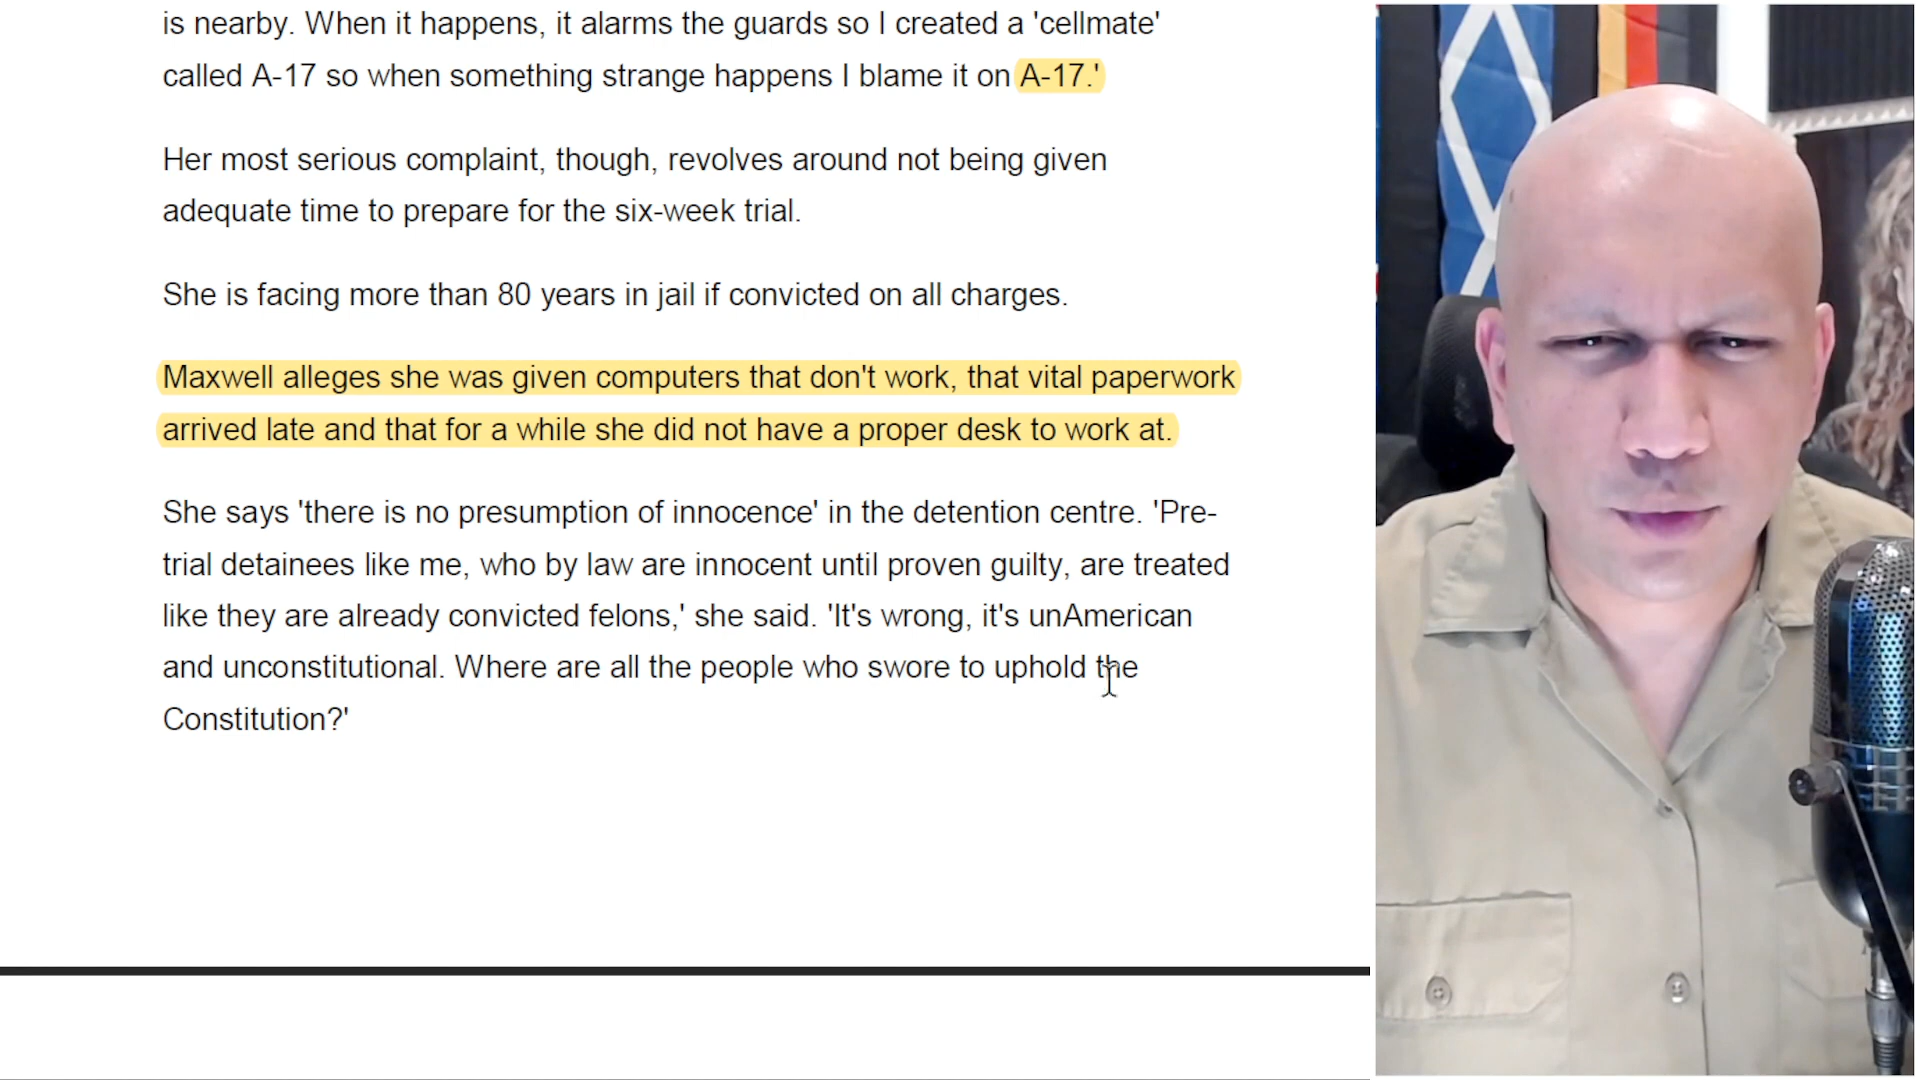 is nearby. When it happens, it alarms the guards so I created a 'cellmate'
called A-17 so when something strange happens I blame it on A-17.'
Her most serious complaint, though, revolves around not being given
adequate time to prepare for the six-week trial.
She is facing more than 80 years in jail if convicted on all charges.
Maxwell alleges she was given computers that don't work, that vital paperwork
arrived late and that for a while she did not have a proper desk to work at.
She says 'there is no presumption of innocence' in the detention centre. 'Pre-
trial detainees like me, who by law are innocent until proven guilty, are treated
like they are already convicted felons,' she said. 'It's wrong, it's unAmerican
and unconstitutional. Where are all the people who swore to uphold the
Constitution?'